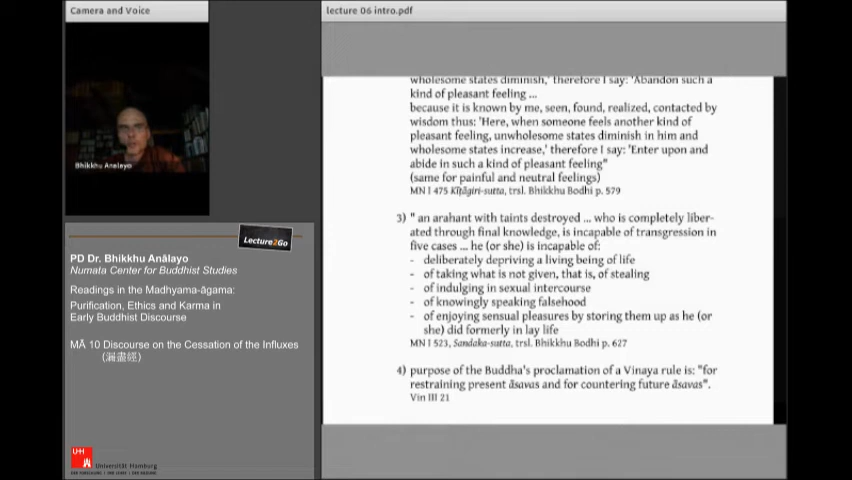 Camera and Voice
Bhikkhu Analayo
Lecture2Go
PD Dr. Bhikkhu Anālayo
Numata Center for Buddhist Studies
Readings in the Madhyama-āgama:
Purification, Ethics and Karma in
Early Buddhist Discourse
MĀ 10 Discourse on the Cessation of the Influxes
(漏盡經)
UH
Universität Hamburg
DER FORSCHUNG | DER LEHRE | DER BILDUNG
lecture 06 intro.pdf
wholesome states diminish,' therefore I say: 'Abandon such a
kind of pleasant feeling ...
because it is known by me, seen, found, realized, contacted by
wisdom thus: 'Here, when someone feels another kind of
pleasant feeling, unwholesome states diminish in him and
wholesome states increase,' therefore I say: 'Enter upon and
abide in such a kind of pleasant feeling"
(same for painful and neutral feelings)
MN I 475 Kīṭāgiri-sutta, trsl. Bhikkhu Bodhi p. 579
3) " an arahant with taints destroyed ... who is completely liber-
ated through final knowledge, is incapable of transgression in
five cases ... he (or she) is incapable of:
- deliberately depriving a living being of life
- of taking what is not given, that is, of stealing
- of indulging in sexual intercourse
- of knowingly speaking falsehood
- of enjoying sensual pleasures by storing them up as he (or
she) did formerly in lay life
MN I 523, Sandaka-sutta, trsl. Bhikkhu Bodhi p. 627
4) purpose of the Buddha's proclamation of a Vinaya rule is: "for
restraining present āsavas and for countering future āsavas".
Vin III 21